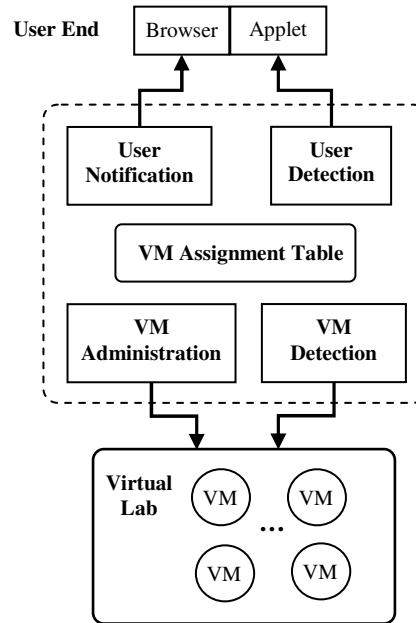 User End
Browser Applet
User Notification
User Detection
VM Assignment Table
VM Administration
VM Detection
Virtual Lab
VM VM
...
VM VM